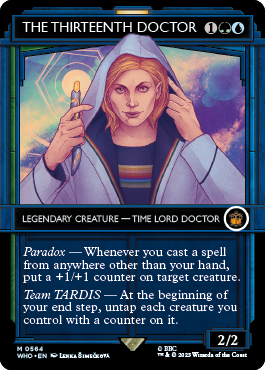 THE THIRTEENTH DOCTOR 1
LEGENDARY CREATURE — TIME LORD DOCTOR
Paradox — Whenever you cast a spell
from anywhere other than your hand,
put a +1/+1 counter on target creature.
Team TARDIS — At the beginning of
your end step, untap each creature you
control with a counter on it.
2/2
M 0564
WHO • EN LENKA ŠIMEČKOVÁ
© BBC
™ & © 2023 Wizards of the Coast